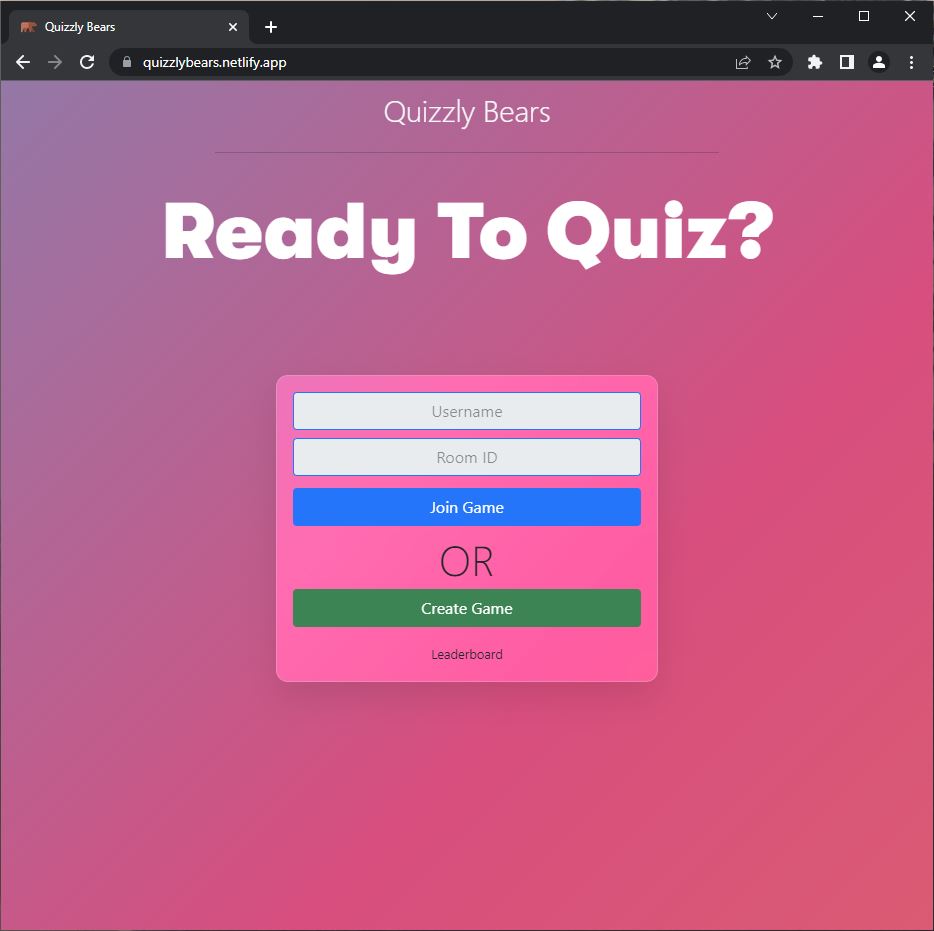 Quizzly Bears
quizzlybears.netlify.app
Quizzly Bears
Ready To Quiz?
Username
Room ID
Join Game
OR
Create Game
Leaderboard